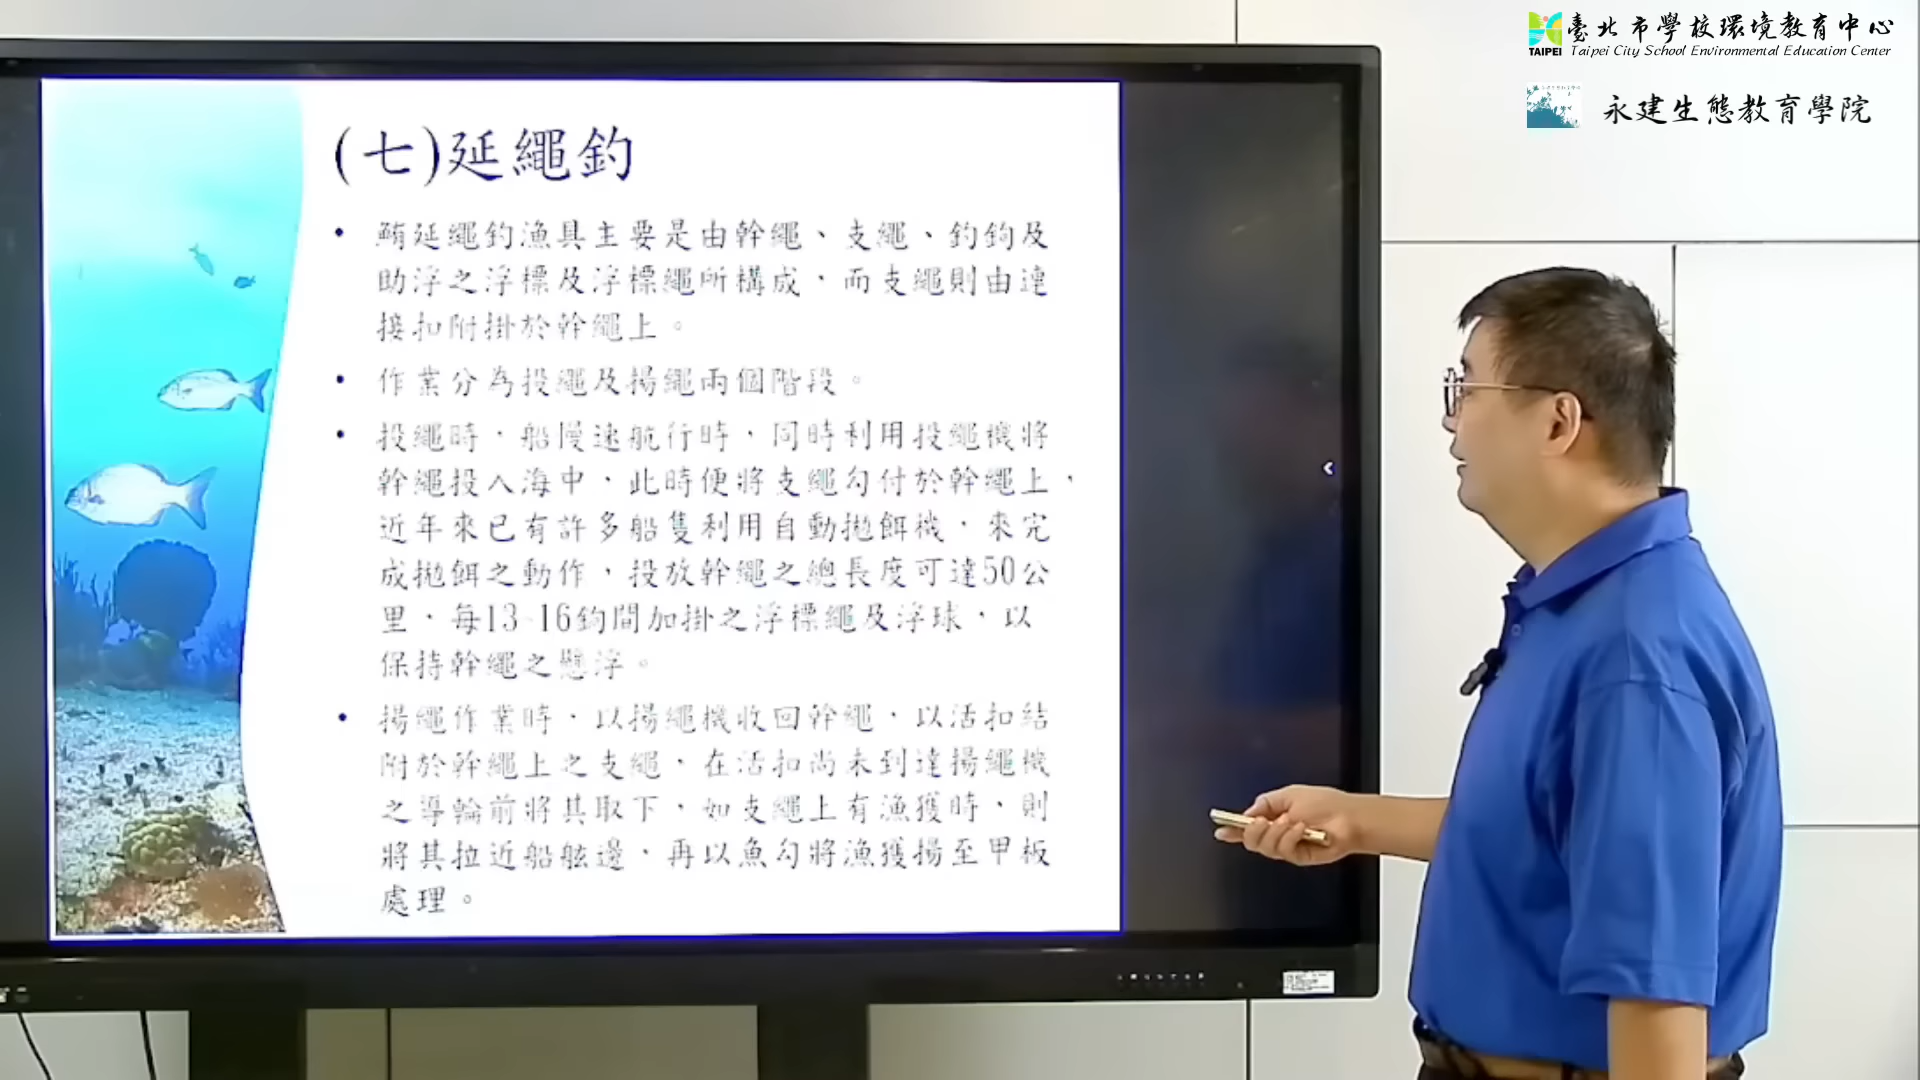 臺北市學校環境教育中心
TAIPEI
Taipei City School Environmental Education Center
永建生態教育學院
(七)延繩釣
• 鮪延繩釣漁具主要是由幹繩、支繩、釣鉤及
助浮之浮標及浮標繩所構成，而支繩則由連
接扣附掛於幹繩上。
• 作業分為投繩及揚繩兩個階段。
• 投繩時，船慢速航行時，同時利用投繩機將
幹繩投入海中，此時便將支繩勾付於幹繩上，
近年來已有許多船隻利用自動拋餌機，來完
成拋餌之動作，投放幹繩之總長度可達50公
里，每13-16鉤間加掛之浮標繩及浮球，以
保持幹繩之懸浮。
• 揚繩作業時，以揚繩機收回幹繩，以活扣結
附於幹繩上之支繩，在活扣尚未到達揚繩機
之導輪前將其取下，如支繩上有漁獲時，則
將其拉近船舷邊，再以魚勾將漁獲揚至甲板
處理。